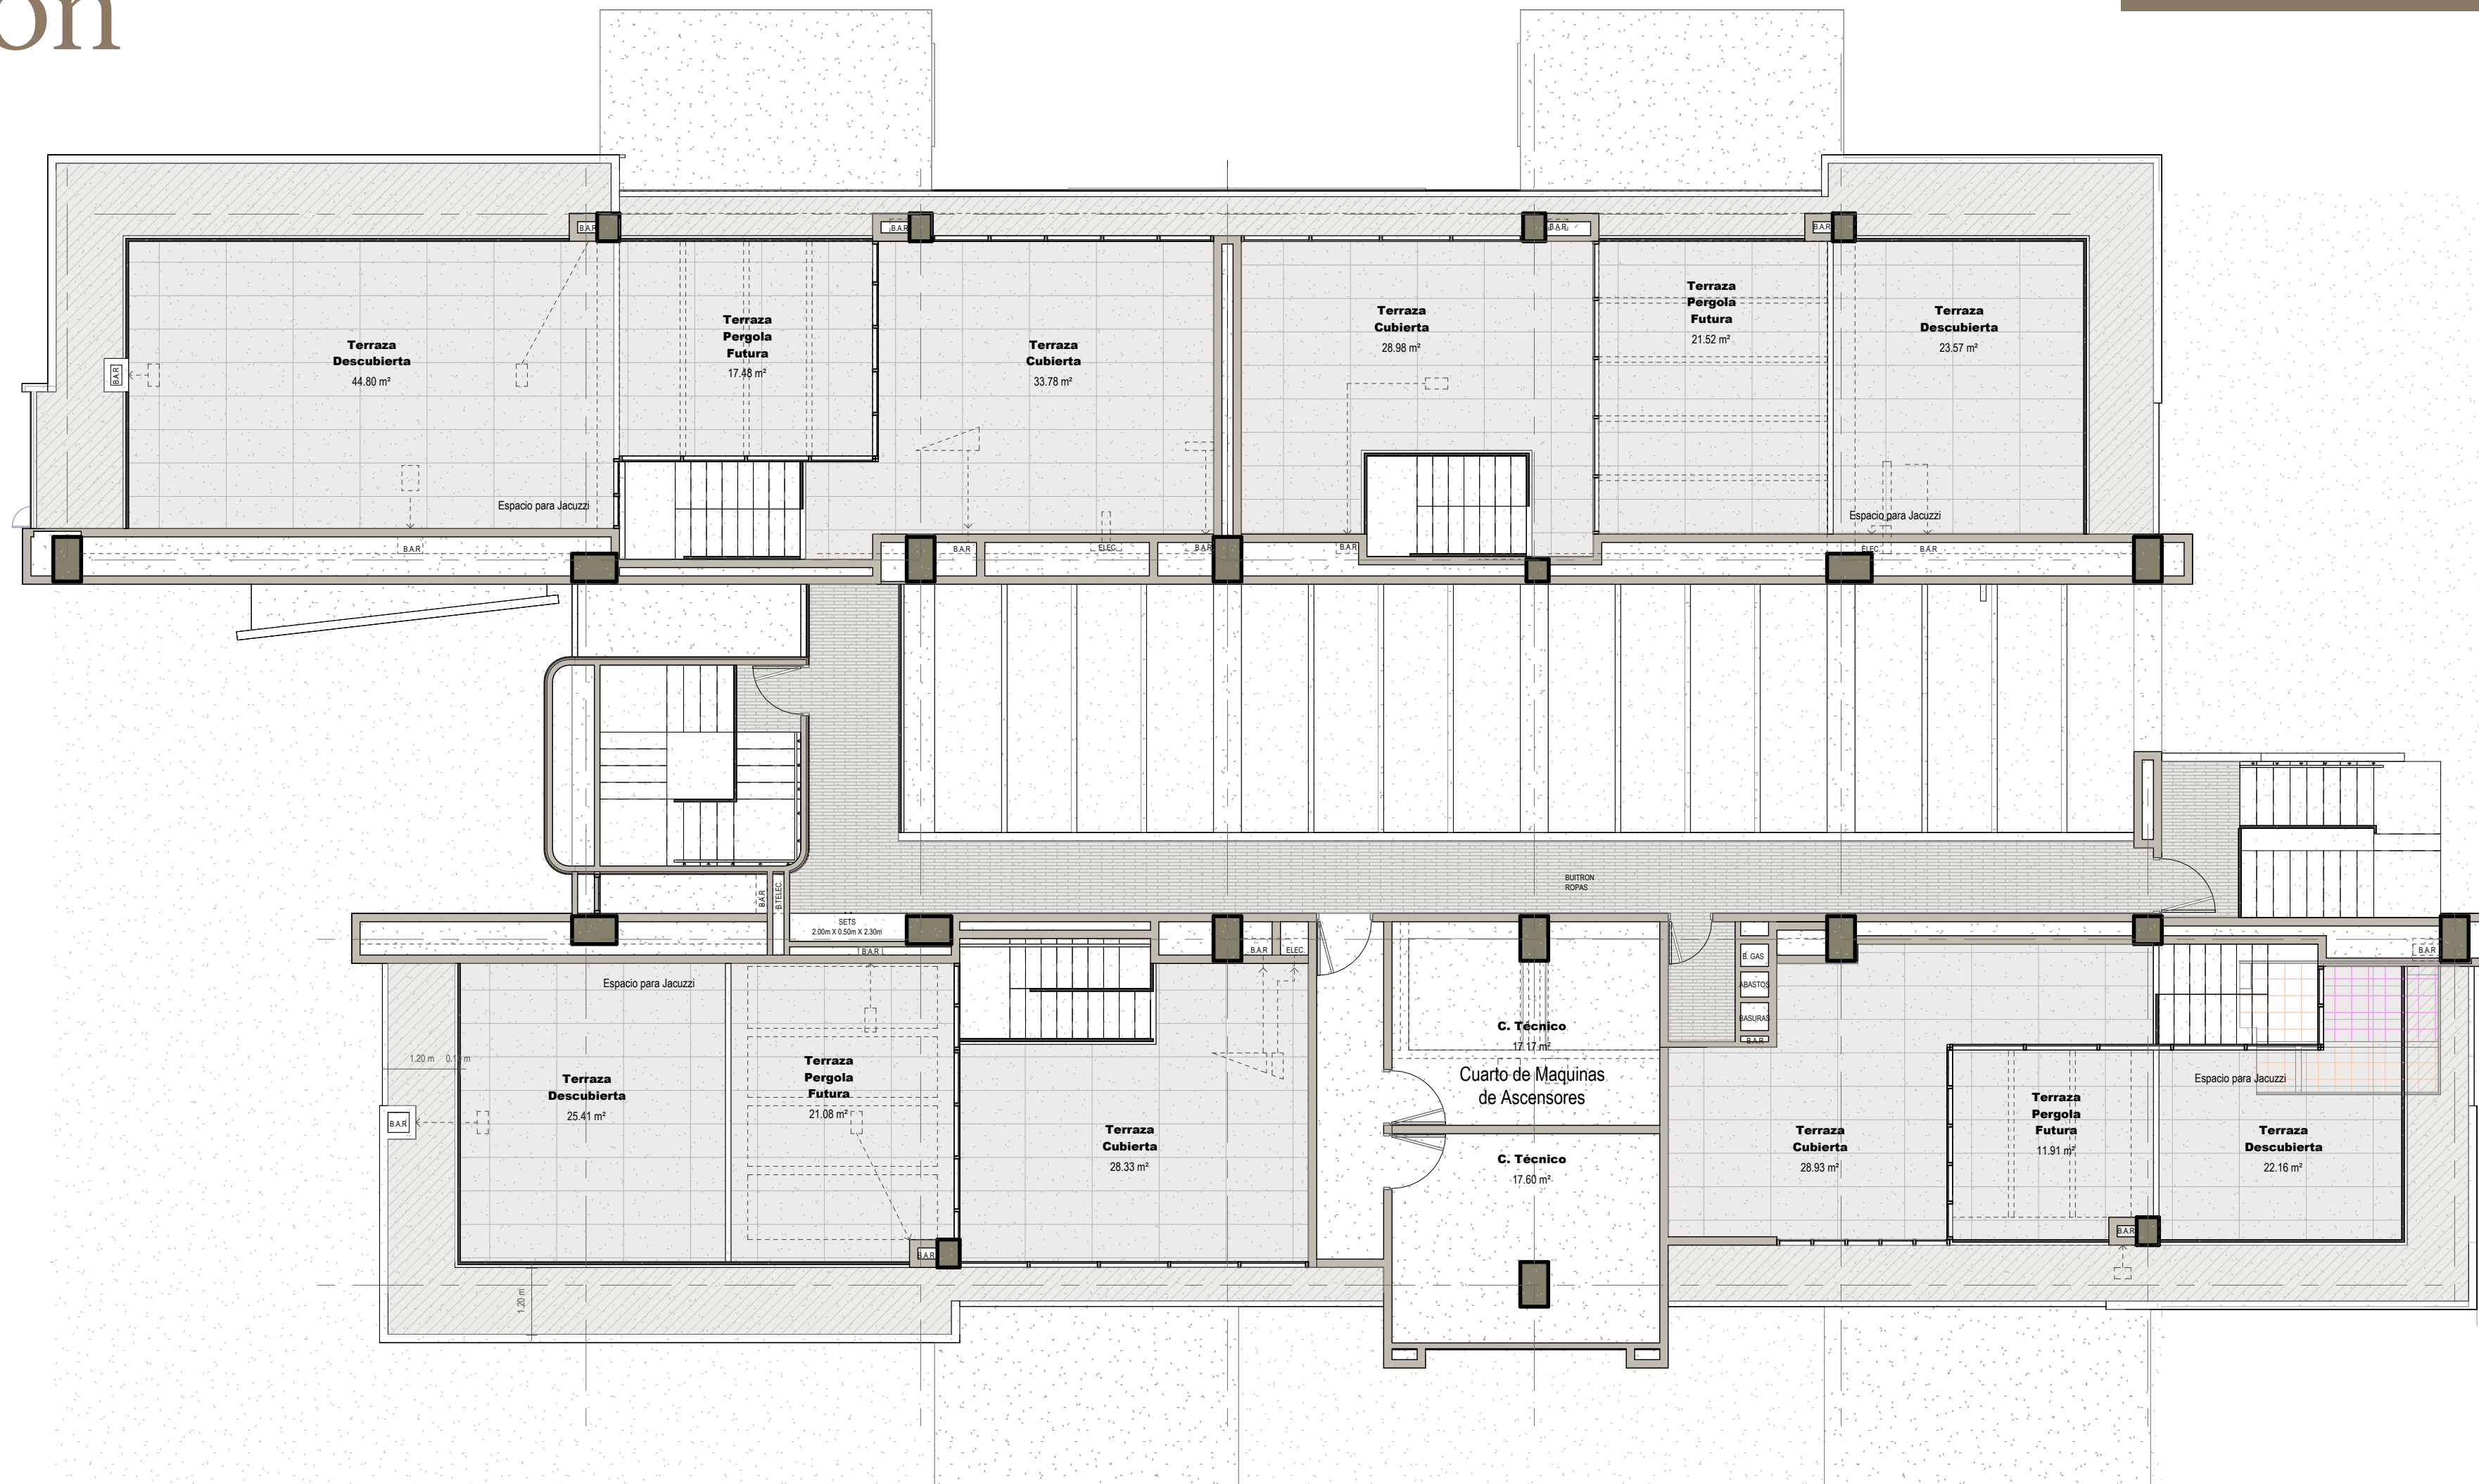 on
B.A.R
B.A.R
B.A.R
B.A.R
Terraza
Descubierta
44.80 m²
Terraza
Pergola
Futura
17.48 m²
Terraza
Cubierta
33.78 m²
Terraza
Cubierta
28.98 m²
Terraza
Pergola
Futura
21.52 m²
Terraza
Descubierta
23.57 m²
B.A.R
Espacio para Jacuzzi
Espacio para Jacuzzi
B.A.R
B.A.R
ELEC.
B.A.R
B.A.R
ELEC.
B.A.R
BUITRON
ROPAS
B.A.R
B.TELEC.
SETS
2.00m X 0.50m X 2.30m
B.A.R
B.A.R
ELEC.
B. GAS
ABASTOS
BASURAS
B.A.R
B.A.R
Espacio para Jacuzzi
1.20 m
Terraza
Descubierta
25.41 m²
Terraza
Pergola
Futura
21.08 m²
Terraza
Cubierta
28.33 m²
C. Técnico
17.17 m²
Cuarto de Maquinas
de Ascensores
C. Técnico
17.60 m²
Terraza
Cubierta
28.93 m²
Terraza
Pergola
Futura
11.91 m²
Espacio para Jacuzzi
Terraza
Descubierta
22.16 m²
B.A.R
B.A.R
B.A.R
1.20 m